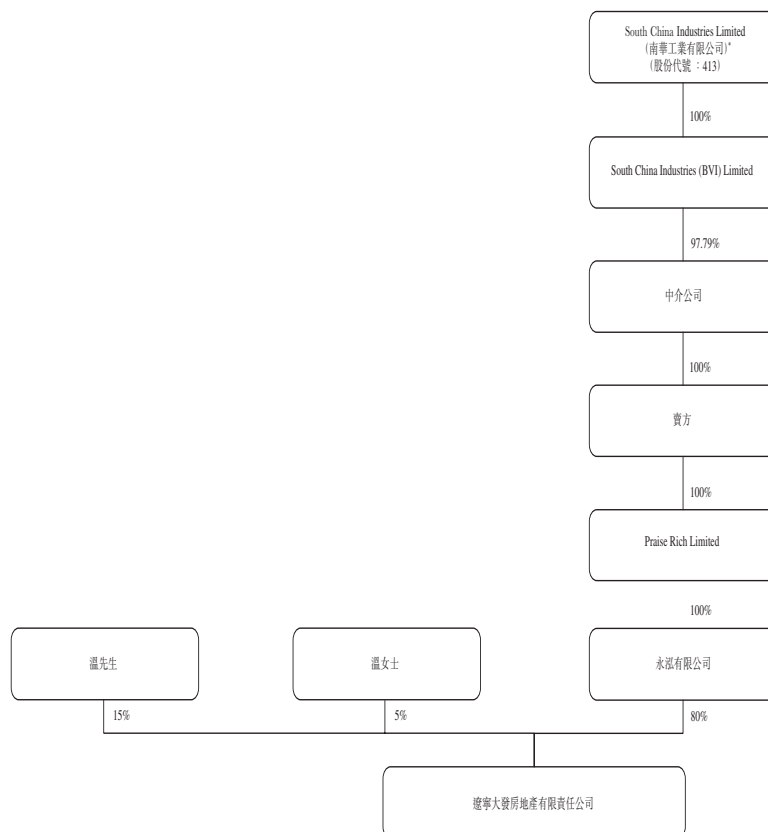 South China Industries Limited
(南華工業有限公司)*
(股份代號：413)
100%
South China Industries (BVI) Limited
97.79%
中介公司
100%
賣方
100%
Praise Rich Limited
100%
溫先生
溫女士
永泓有限公司
15%
5%
80%
遼寧大發房地產有限責任公司